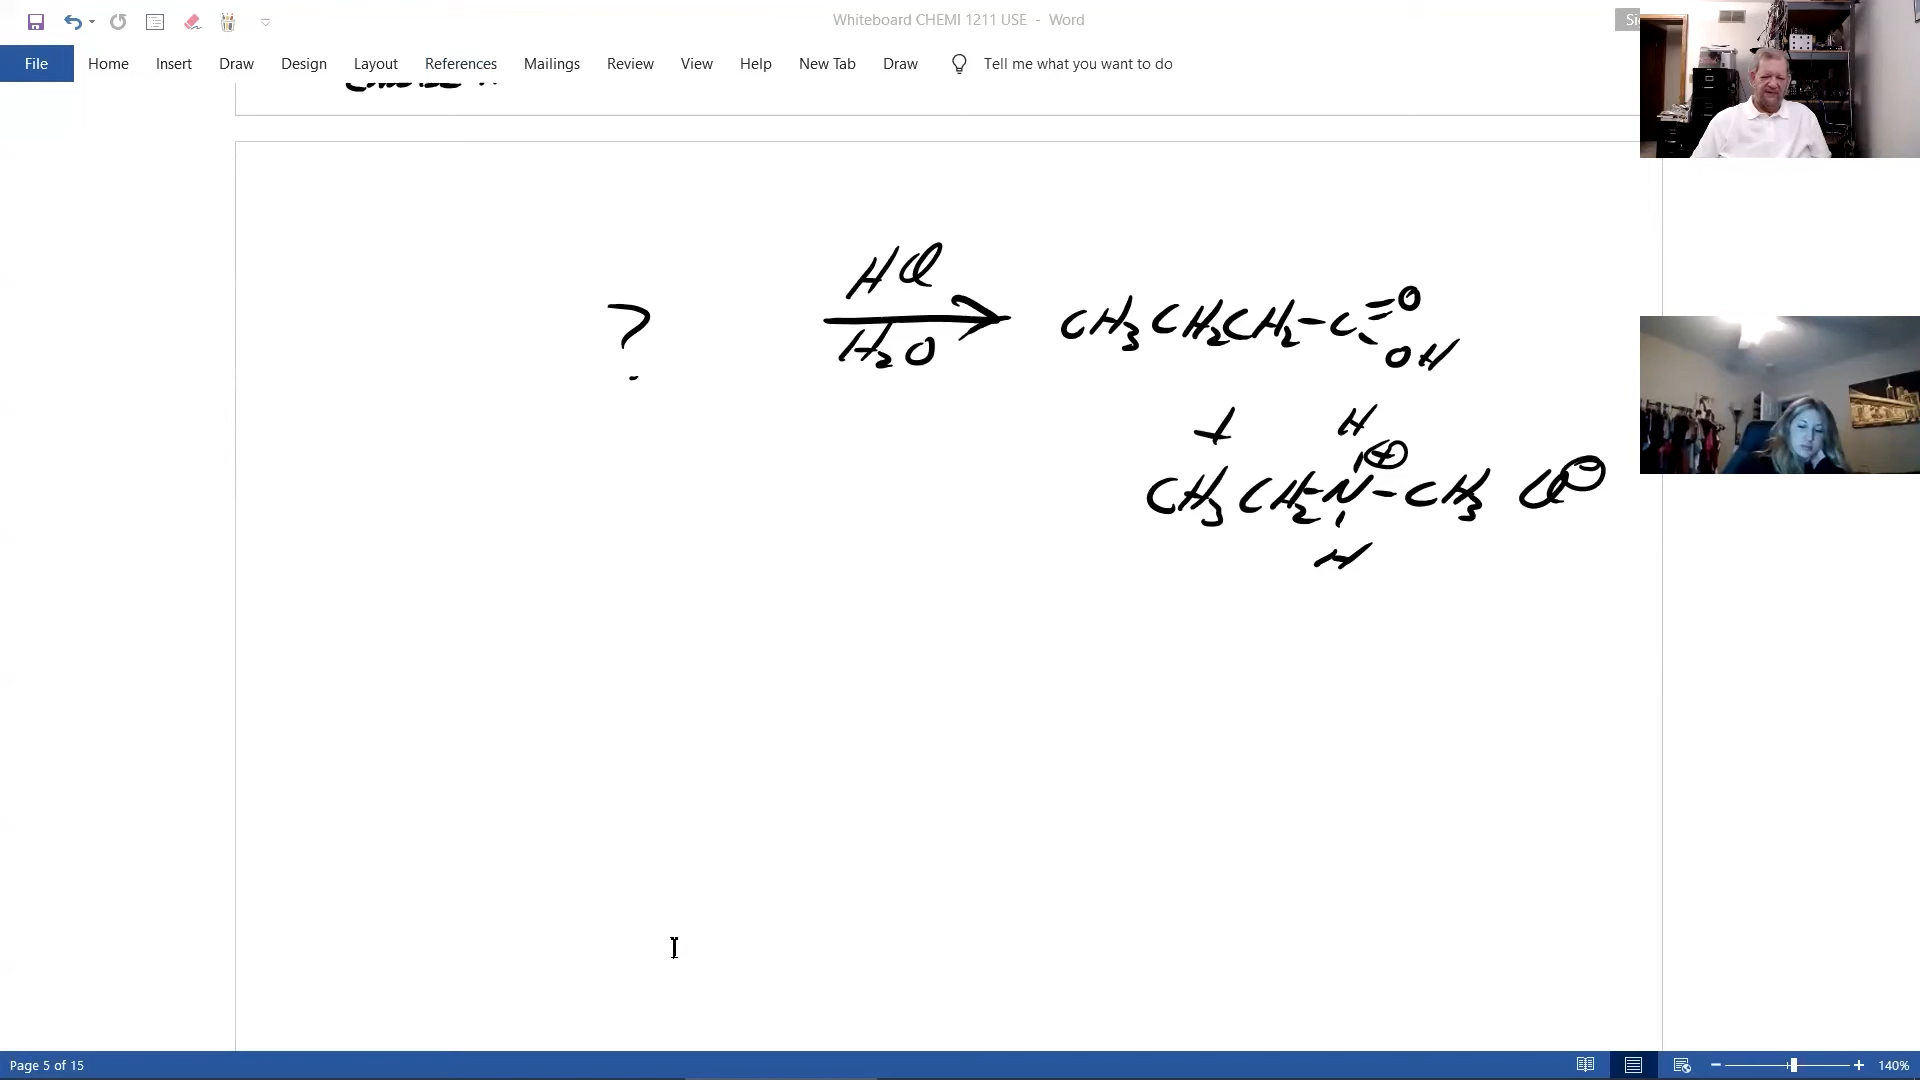 Whiteboard CHEMI 1211 USE - Word
File Home Insert Draw Design Layout References Mailings Review View Help New Tab Draw Tell me what you want to do
HCl
? H₂O CH₃CH₂CH₂-C=O
OH
+ H
⊕
CH₃CH₂-N-CH₃ Cl⊖
H
Page 5 of 15 140%